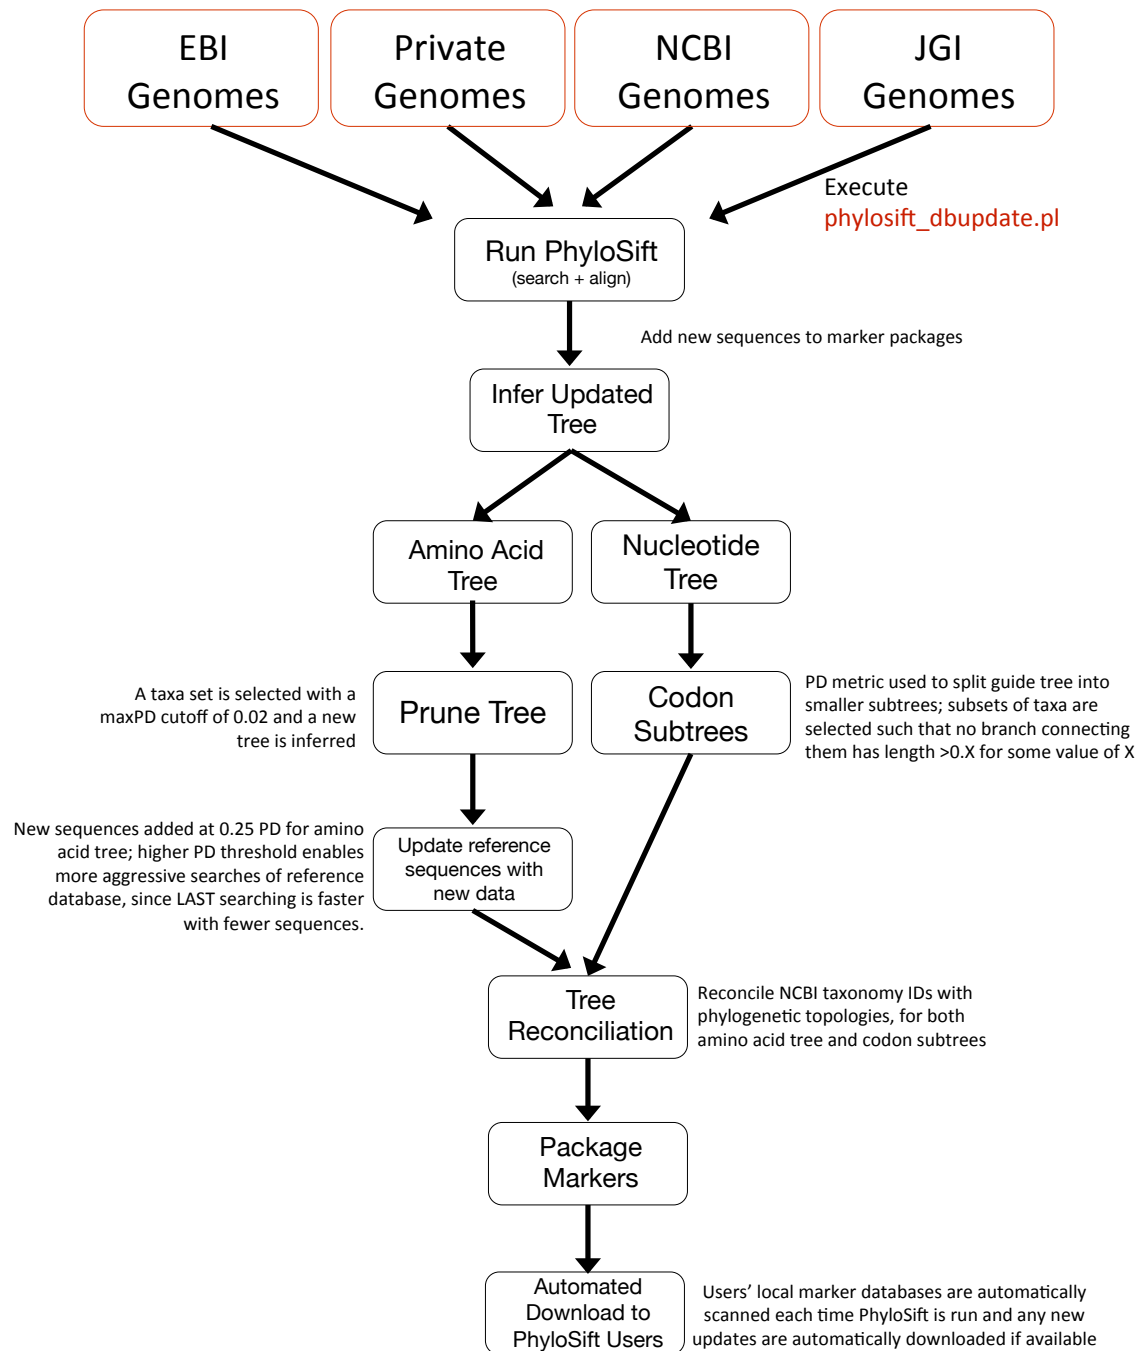 EBI
Genomes
Private
Genomes
NCBI
Genomes
JGI
Genomes
Execute
phylosift_dbupdate.pl
Run PhyloSift
(search + align)
Add new sequences to marker packages
Infer Updated
Tree
Amino Acid
Tree
Nucleotide
Tree
A taxa set is selected with a
maxPD cutoff of 0.02 and a new
tree is inferred
Prune Tree
Codon
Subtrees
PD metric used to split guide tree into
smaller subtrees; subsets of taxa are
selected such that no branch connecting
them has length >0.X for some value of X
New sequences added at 0.25 PD for amino
acid tree; higher PD threshold enables
more aggressive searches of reference
database, since LAST searching is faster
with fewer sequences.
Update reference
sequences with
new data
Tree
Reconciliation
Reconcile NCBI taxonomy IDs with
phylogenetic topologies, for both
amino acid tree and codon subtrees
Package
Markers
Automated
Download to
PhyloSift Users
Users’ local marker databases are automatically
scanned each time PhyloSift is run and any new
updates are automatically downloaded if available